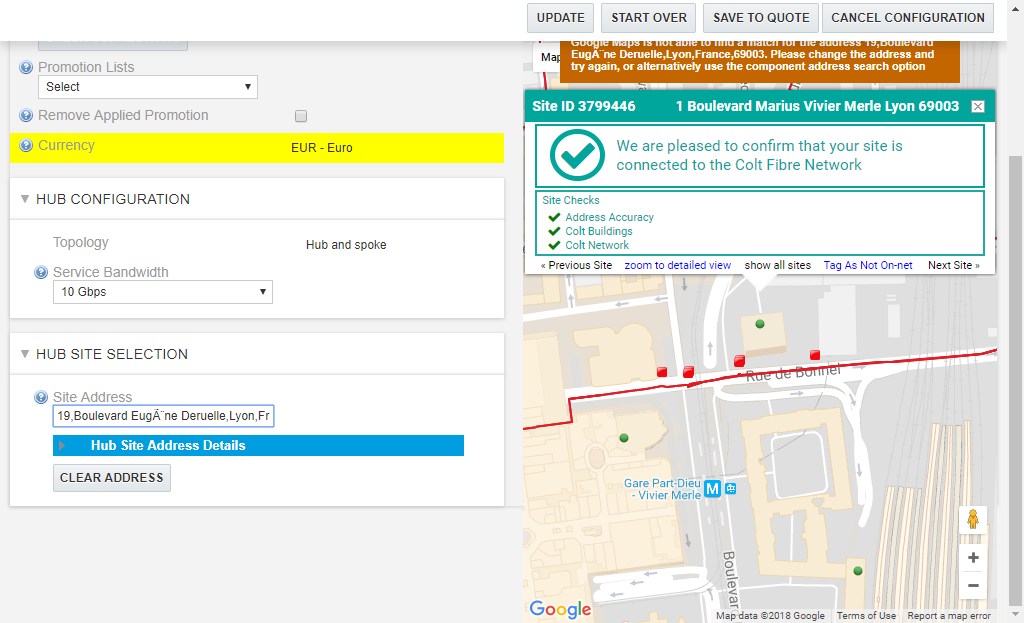 UPDATE
START OVER
SAVE TO QUOTE
CANCEL CONFIGURATION
Promotion Lists
Select
Remove Applied Promotion
Currency
EUR - Euro
HUB CONFIGURATION
Topology
Hub and spoke
Service Bandwidth
10 Gbps
HUB SITE SELECTION
Site Address
19,Boulevard EugÃ¨ne Deruelle,Lyon,Fr
Hub Site Address Details
CLEAR ADDRESS
Map
Google Maps is not able to find a match for the address 19,Boulevard
EugÃ¨ne Deruelle,Lyon,France,69003. Please change the address and
try again, or alternatively use the component address search option
Site ID 3799446
1 Boulevard Marius Vivier Merle Lyon 69003
We are pleased to confirm that your site is
connected to the Colt Fibre Network
Site Checks
Address Accuracy
Colt Buildings
Colt Network
« Previous Site
zoom to detailed view
show all sites
Tag As Not On-net
Next Site »
Rue de Bonnel
Gare Part-Dieu
- Vivier Merle
M
Boulevar
Google
Map data ©2018 Google
Terms of Use
Report a map error